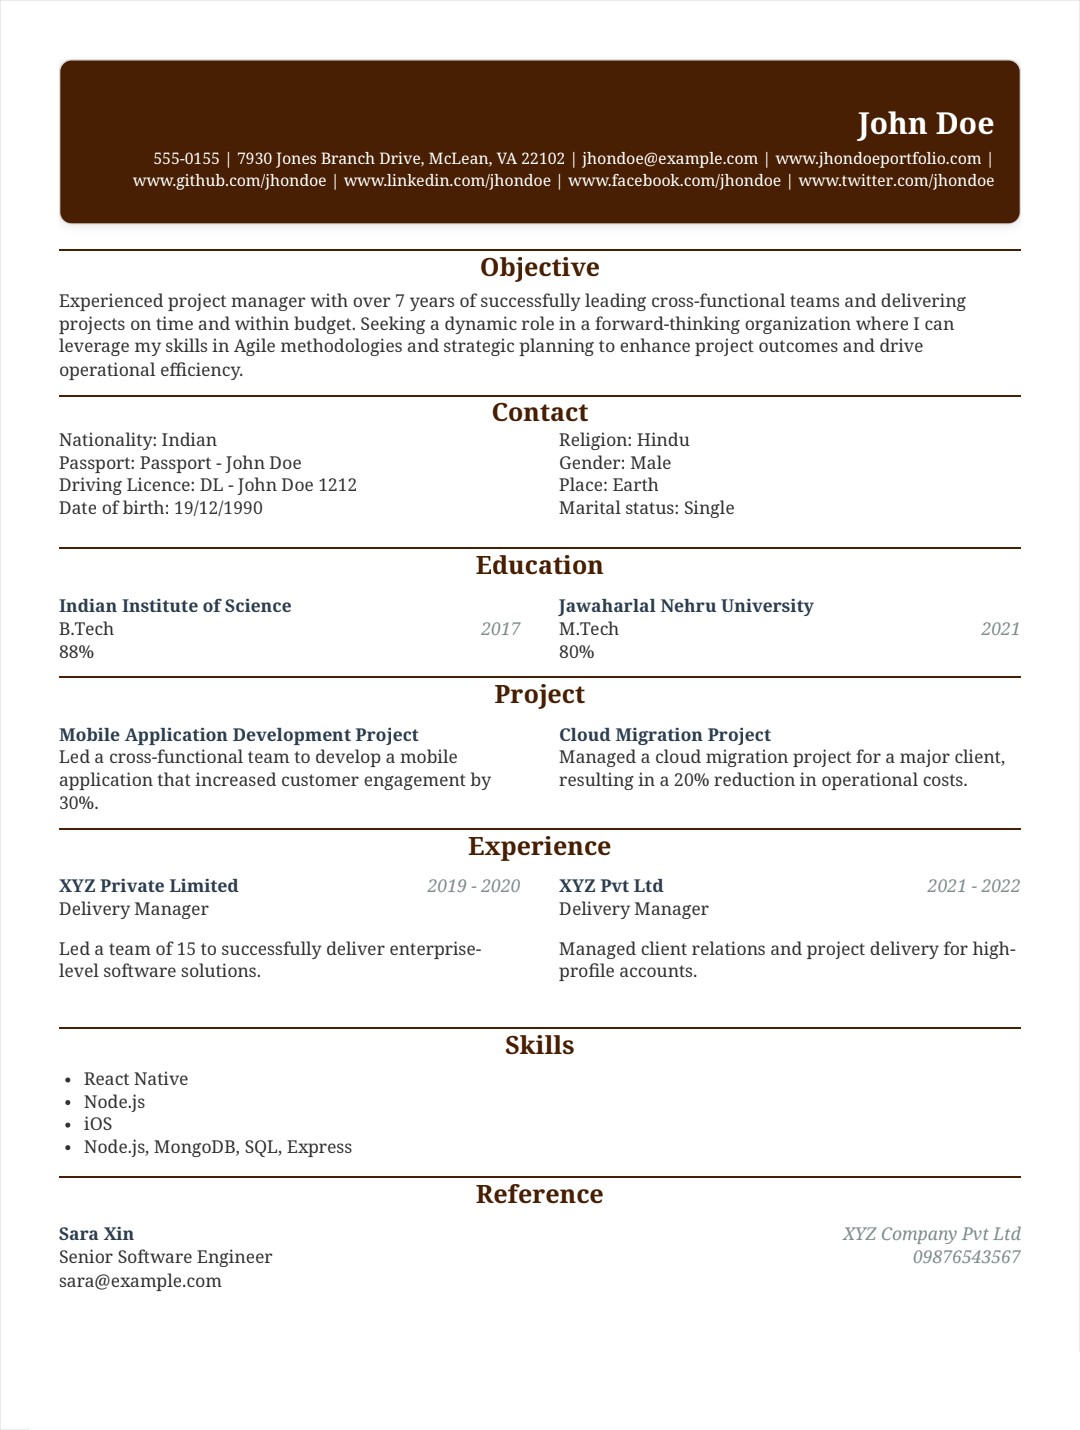 John Doe
555-0155 | 7930 Jones Branch Drive, McLean, VA 22102 | jhondoe@example.com | www.jhondoeportfolio.com |
www.github.com/jhondoe | www.linkedin.com/jhondoe | www.facebook.com/jhondoe | www.twitter.com/jhondoe
Objective
Experienced project manager with over 7 years of successfully leading cross-functional teams and delivering
projects on time and within budget. Seeking a dynamic role in a forward-thinking organization where I can
leverage my skills in Agile methodologies and strategic planning to enhance project outcomes and drive
operational efficiency.
Contact
Nationality: Indian
Passport: Passport - John Doe
Driving Licence: DL - John Doe 1212
Date of birth: 19/12/1990
Religion: Hindu
Gender: Male
Place: Earth
Marital status: Single
Education
Indian Institute of Science
B.Tech 2017
88%
Jawaharlal Nehru University
M.Tech 2021
80%
Project
Mobile Application Development Project
Led a cross-functional team to develop a mobile
application that increased customer engagement by
30%.
Cloud Migration Project
Managed a cloud migration project for a major client,
resulting in a 20% reduction in operational costs.
Experience
XYZ Private Limited 2019 - 2020
Delivery Manager
Led a team of 15 to successfully deliver enterprise-
level software solutions.
XYZ Pvt Ltd 2021 - 2022
Delivery Manager
Managed client relations and project delivery for high-
profile accounts.
Skills
• React Native
• Node.js
• iOS
• Node.js, MongoDB, SQL, Express
Reference
Sara Xin XYZ Company Pvt Ltd
Senior Software Engineer 09876543567
sara@example.com